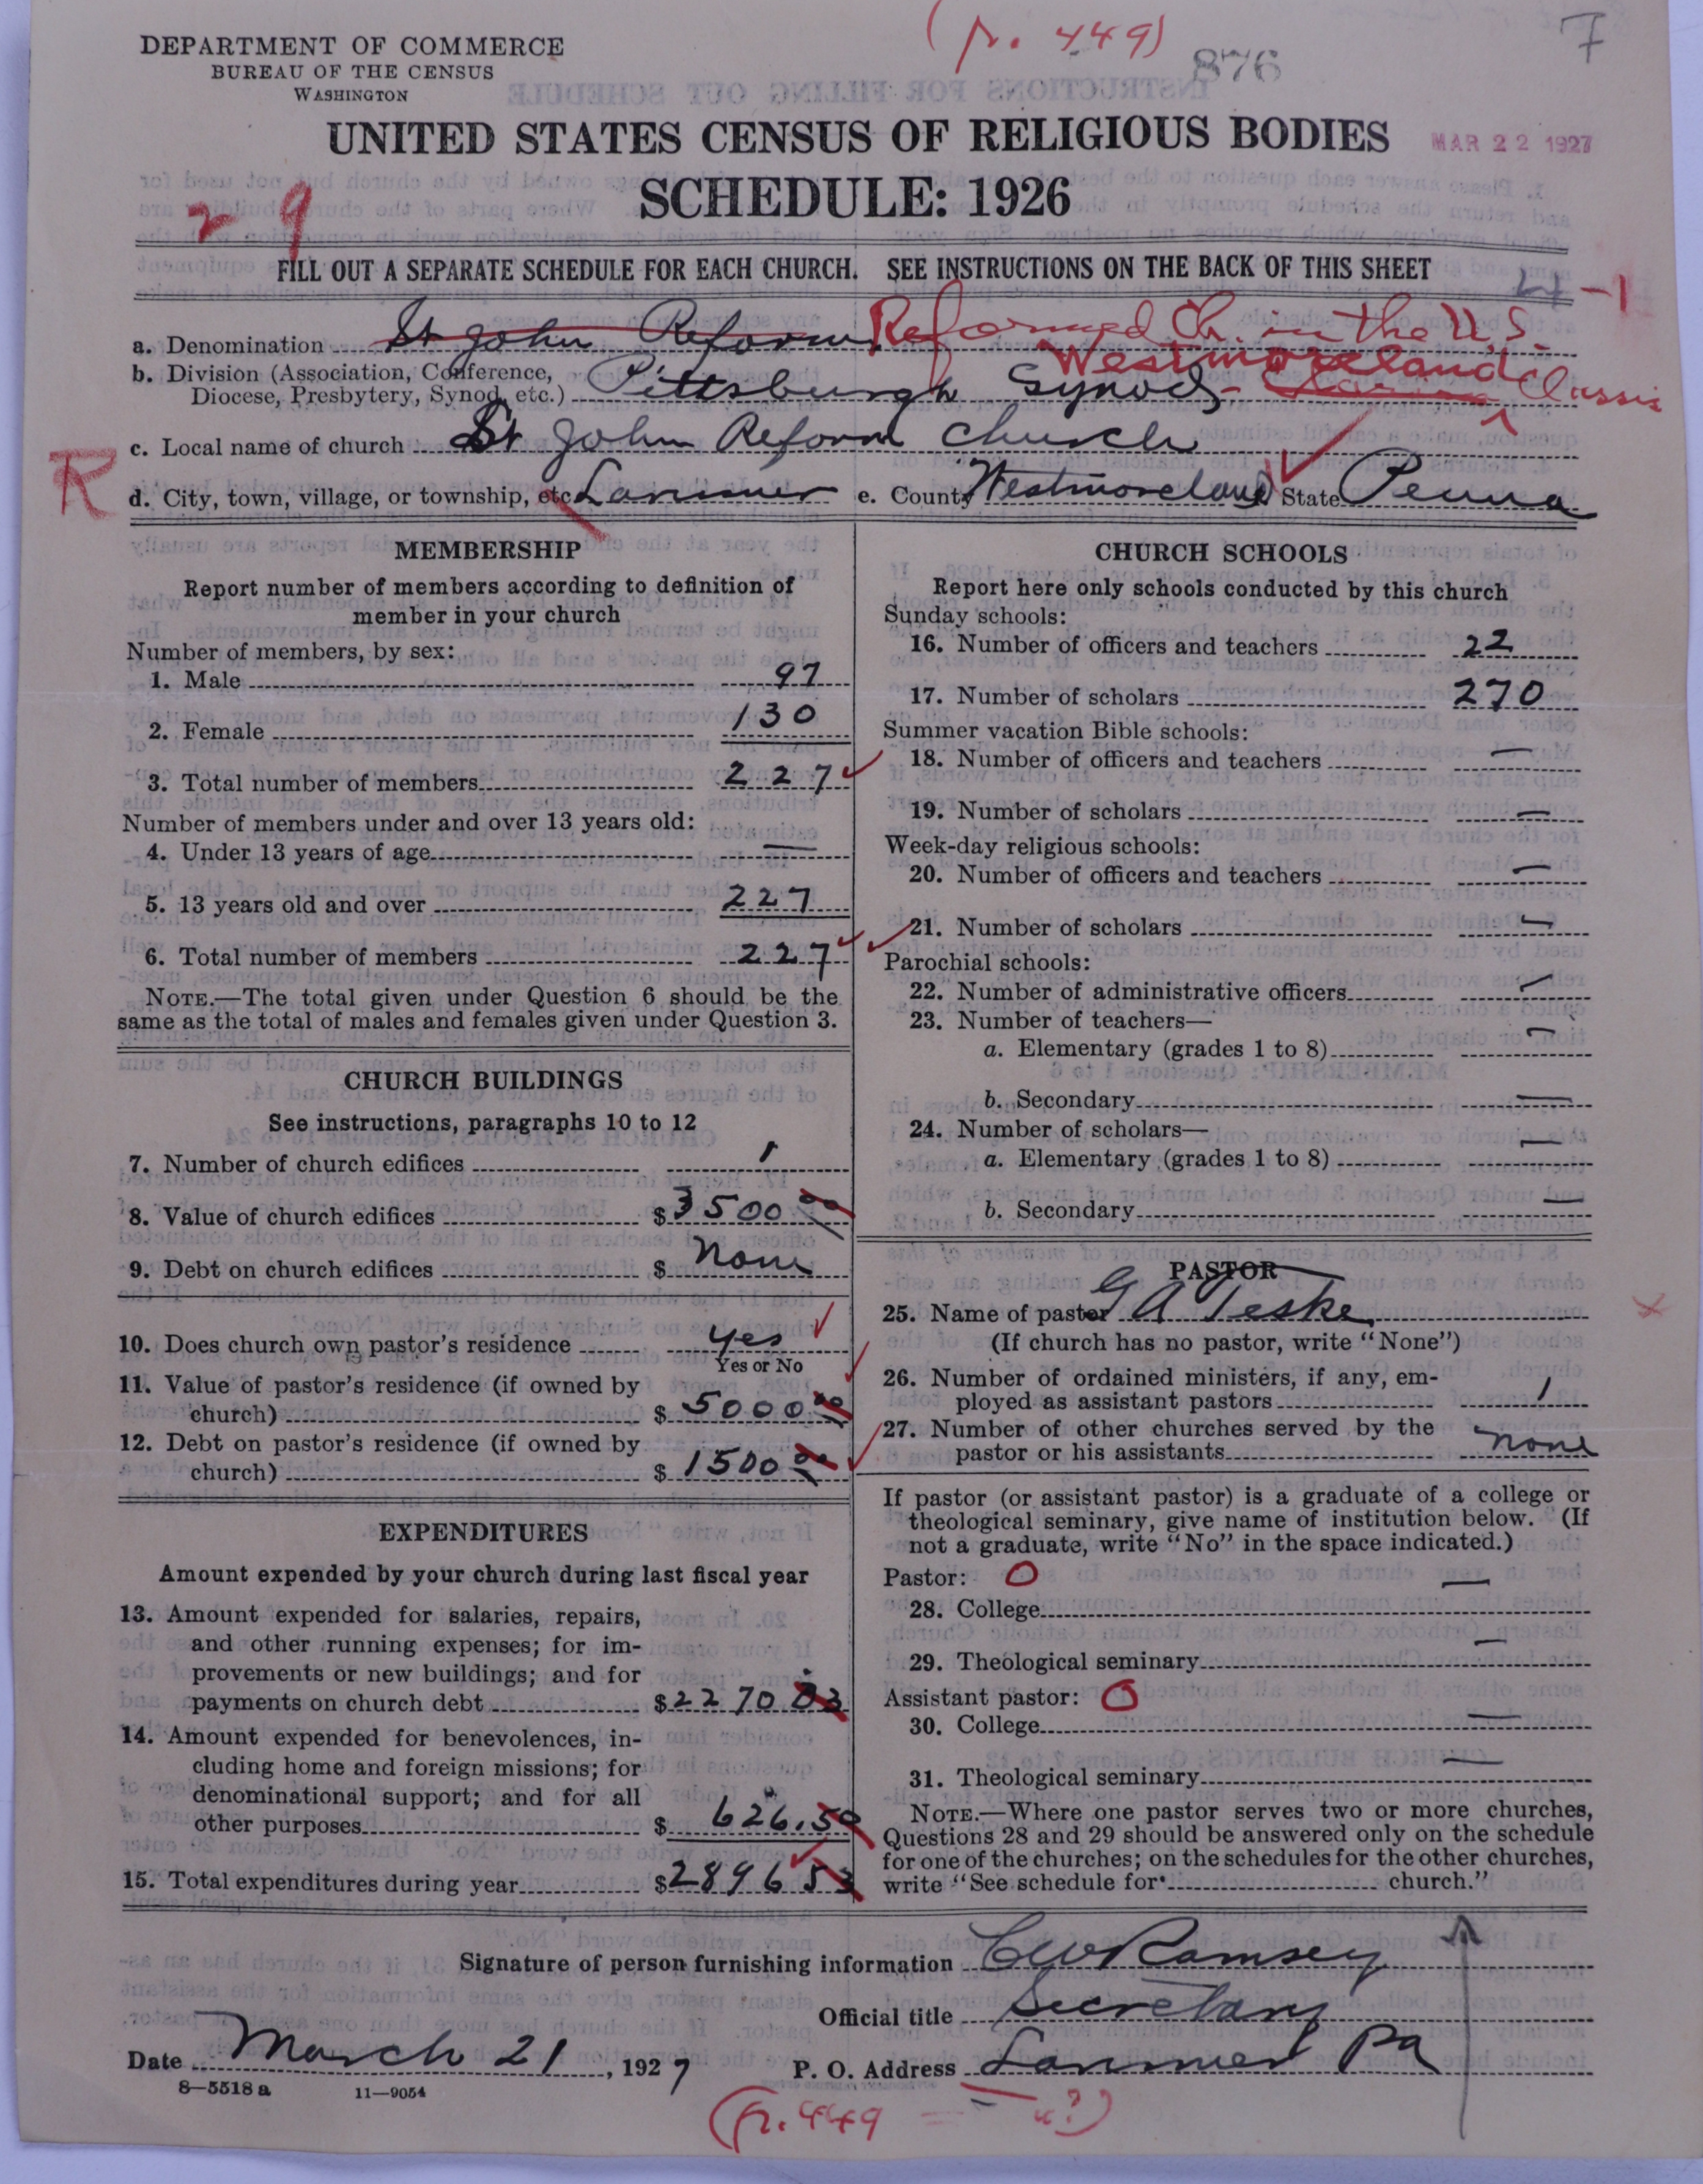 DEPARTMENT OF COMMERCE
BUREAU OF THE CENSUS
WASHINGTON
(p. 449)
876
7
UNITED STATES CENSUS OF RELIGIOUS BODIES
MAR 22 1927
SCHEDULE: 1926
29
FILL OUT A SEPARATE SCHEDULE FOR EACH CHURCH. SEE INSTRUCTIONS ON THE BACK OF THIS SHEET
4-1
a. Denomination St John Reform Reformed Ch. in the U.S.
b. Division (Association, Conference, Diocese, Presbytery, Synod, etc.) Pittsburgh Synod Westmoreland Classis
c. Local name of church St John Reform Church
R
d. City, town, village, or township, etc. Larimer e. County Westmoreland State Penna
MEMBERSHIP
Report number of members according to definition of
member in your church
Number of members, by sex:
1. Male 97
2. Female 130
3. Total number of members 227
Number of members under and over 13 years old:
4. Under 13 years of age —
5. 13 years old and over 227
6. Total number of members 227
NOTE.—The total given under Question 6 should be the
same as the total of males and females given under Question 3.
CHURCH BUILDINGS
See instructions, paragraphs 10 to 12
7. Number of church edifices 1
8. Value of church edifices $3500 00
9. Debt on church edifices $ None
10. Does church own pastor's residence yes
Yes or No
11. Value of pastor's residence (if owned by
church) $ 5000 00
12. Debt on pastor's residence (if owned by
church) $ 1500 00
EXPENDITURES
Amount expended by your church during last fiscal year
13. Amount expended for salaries, repairs,
and other running expenses; for im-
provements or new buildings; and for
payments on church debt $2270 03
14. Amount expended for benevolences, in-
cluding home and foreign missions; for
denominational support; and for all
other purposes $ 626.50
15. Total expenditures during year $2896 53
CHURCH SCHOOLS
Report here only schools conducted by this church
Sunday schools:
16. Number of officers and teachers 22
17. Number of scholars 270
Summer vacation Bible schools:
18. Number of officers and teachers —
19. Number of scholars —
Week-day religious schools:
20. Number of officers and teachers —
21. Number of scholars —
Parochial schools:
22. Number of administrative officers —
23. Number of teachers—
a. Elementary (grades 1 to 8) —
b. Secondary —
24. Number of scholars—
a. Elementary (grades 1 to 8) —
b. Secondary —
PASTOR
25. Name of pastor G A Teske
(If church has no pastor, write "None")
26. Number of ordained ministers, if any, em-
ployed as assistant pastors 1
27. Number of other churches served by the
pastor or his assistants none
If pastor (or assistant pastor) is a graduate of a college or
theological seminary, give name of institution below. (If
not a graduate, write "No" in the space indicated.)
Pastor: O
28. College —
29. Theological seminary —
Assistant pastor: O
30. College —
31. Theological seminary —
NOTE.—Where one pastor serves two or more churches,
Questions 28 and 29 should be answered only on the schedule
for one of the churches; on the schedules for the other churches,
write "See schedule for church."
Signature of person furnishing information C W Ramsey
Official title Secretary
Date March 21, 1927 P. O. Address Larimer Pa
8—5518 a 11—9054
(p. 449 = "?)